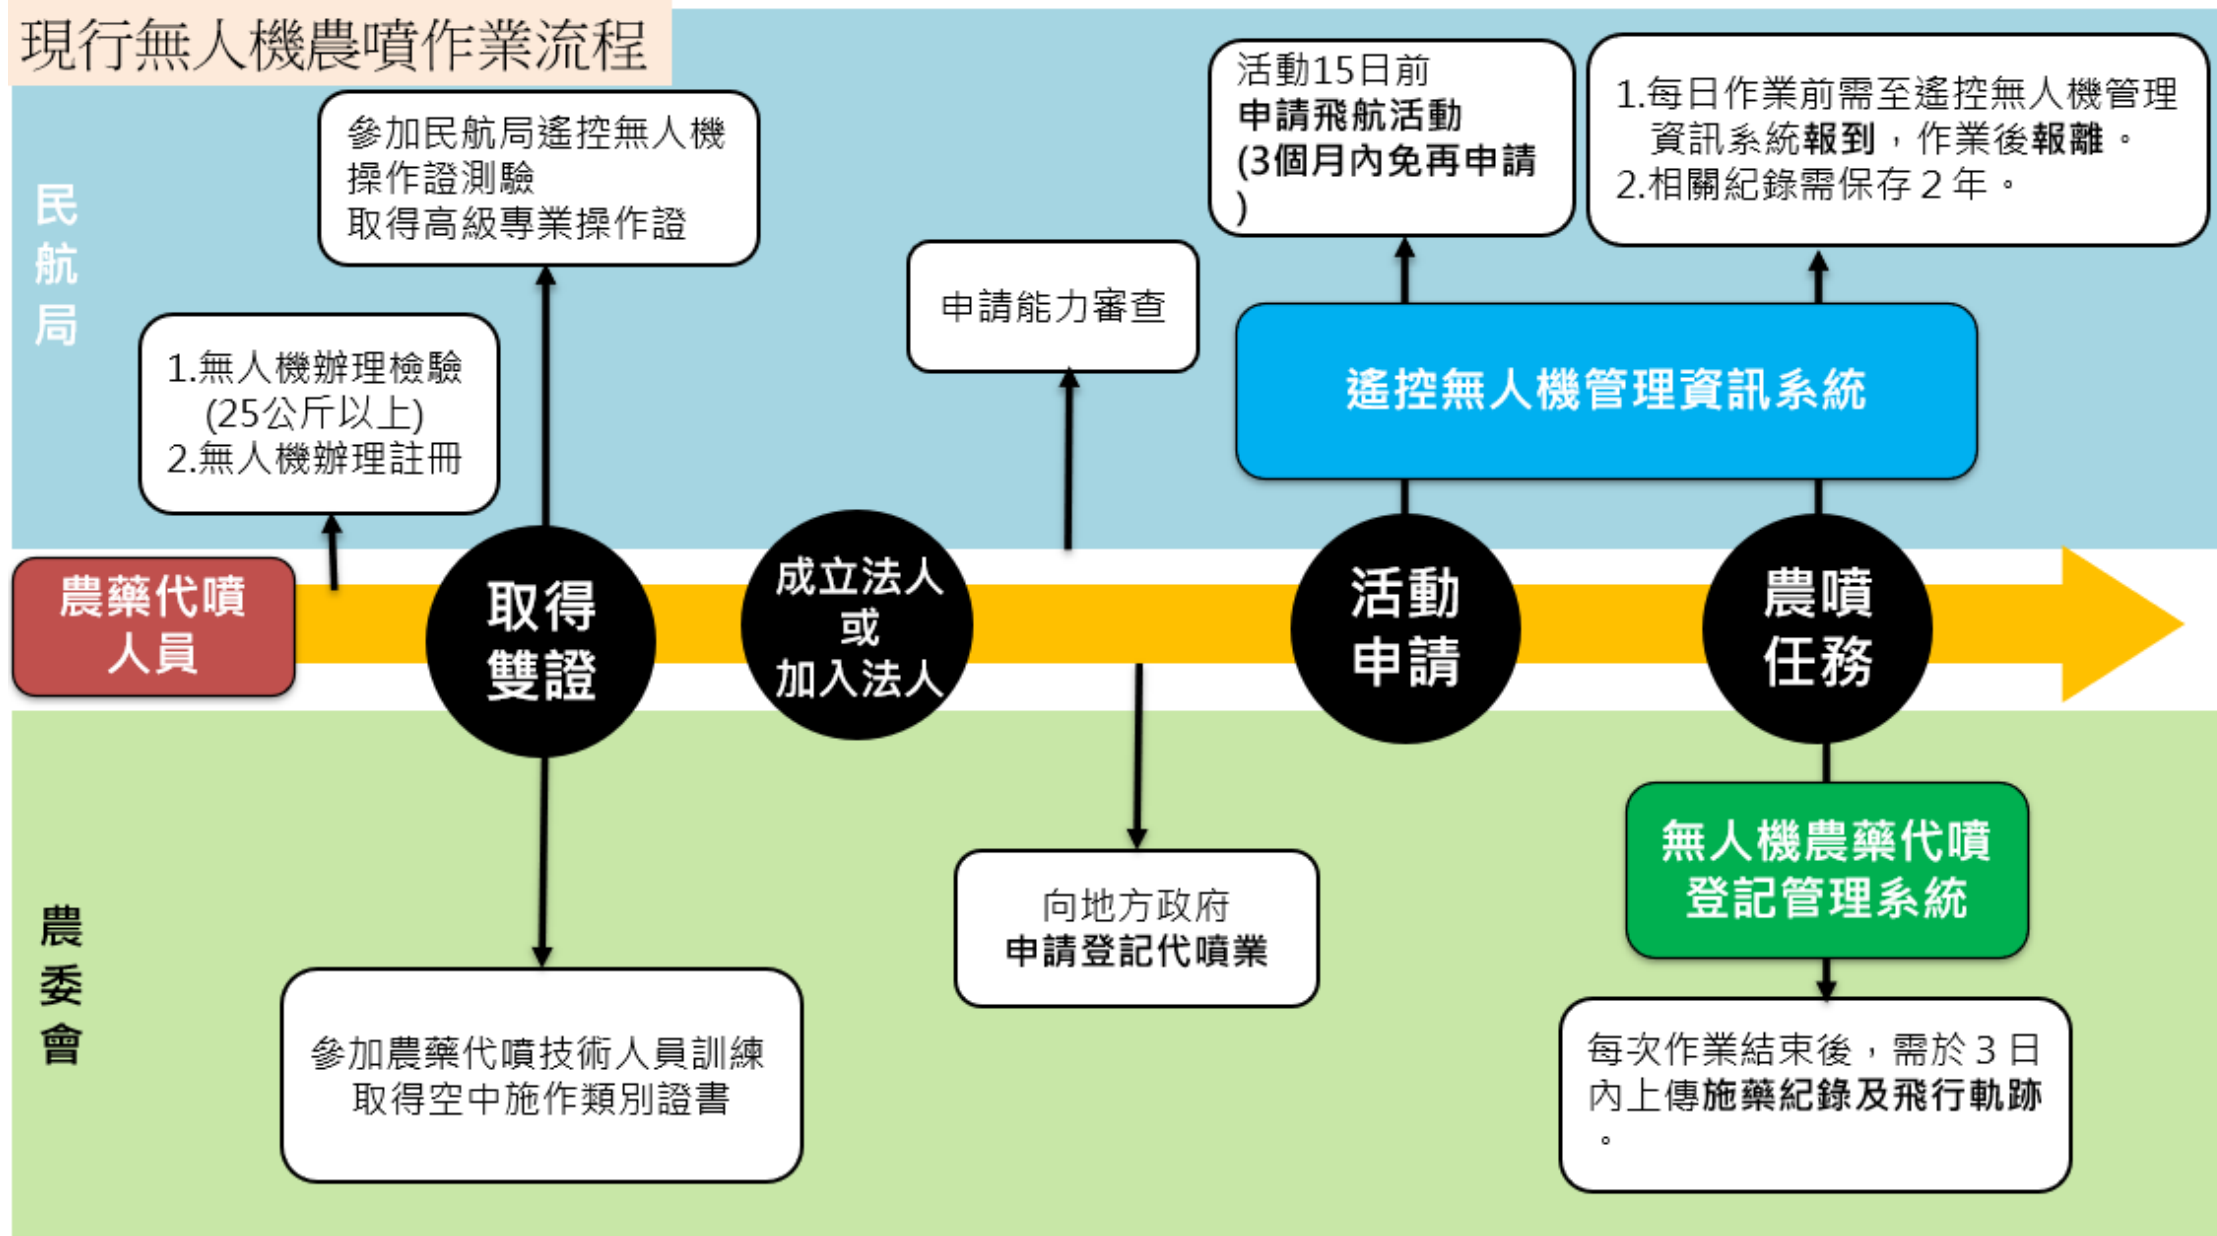 現行無人機農噴作業流程
民
航
局
參加民航局遙控無人機
操作證測驗
取得高級專業操作證
活動15日前
申請飛航活動
(3個月內免再申請
)
1.每日作業前需至遙控無人機管理
資訊系統報到，作業後報離。
2.相關紀錄需保存２年。
申請能力審查
1.無人機辦理檢驗
(25公斤以上)
2.無人機辦理註冊
遙控無人機管理資訊系統
農藥代噴
人員
取得
雙證
成立法人
或
加入法人
活動
申請
農噴
任務
農
委
會
參加農藥代噴技術人員訓練
取得空中施作類別證書
向地方政府
申請登記代噴業
無人機農藥代噴
登記管理系統
每次作業結束後，需於３日
內上傳施藥紀錄及飛行軌跡
。